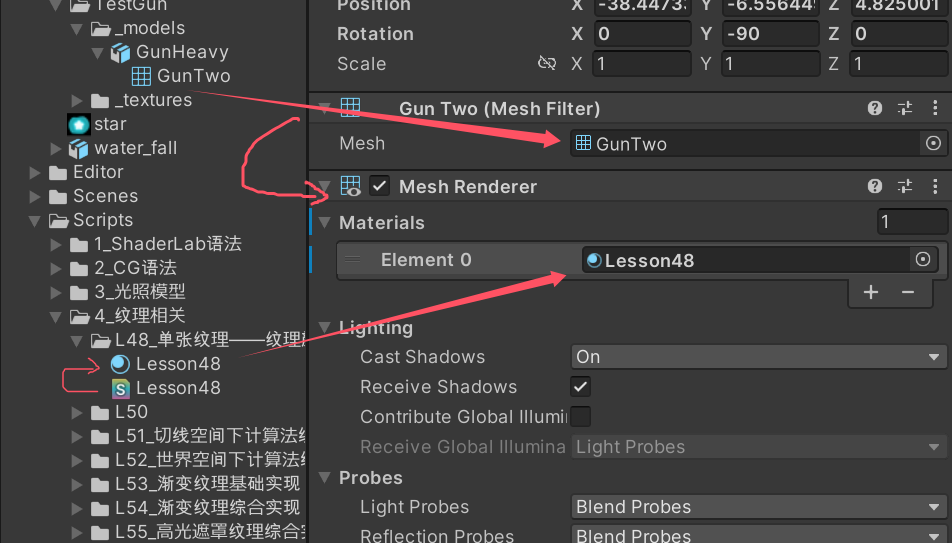 TestGun
_models
GunHeavy
GunTwo
_textures
star
water_fall
Editor
Scenes
Scripts
1_ShaderLab语法
2_CG语法
3_光照模型
4_纹理相关
L48_单张纹理——纹理
Lesson48
Lesson48
L50
L51_切线空间下计算法
L52_世界空间下计算法
L53_渐变纹理基础实现
L54_渐变纹理综合实现
L55_高光遮罩纹理综合
Position X -38.4473 Y -6.55644 Z 4.825001
Rotation X 0 Y -90 Z 0
Scale X 1 Y 1 Z 1
Gun Two (Mesh Filter)
Mesh GunTwo
Mesh Renderer
Materials 1
Element 0 Lesson48
+ −
Lighting
Cast Shadows On
Receive Shadows
Contribute Global Illumi
Receive Global Illumina Light Probes
Probes
Light Probes Blend Probes
Reflection Probes Blend Probes